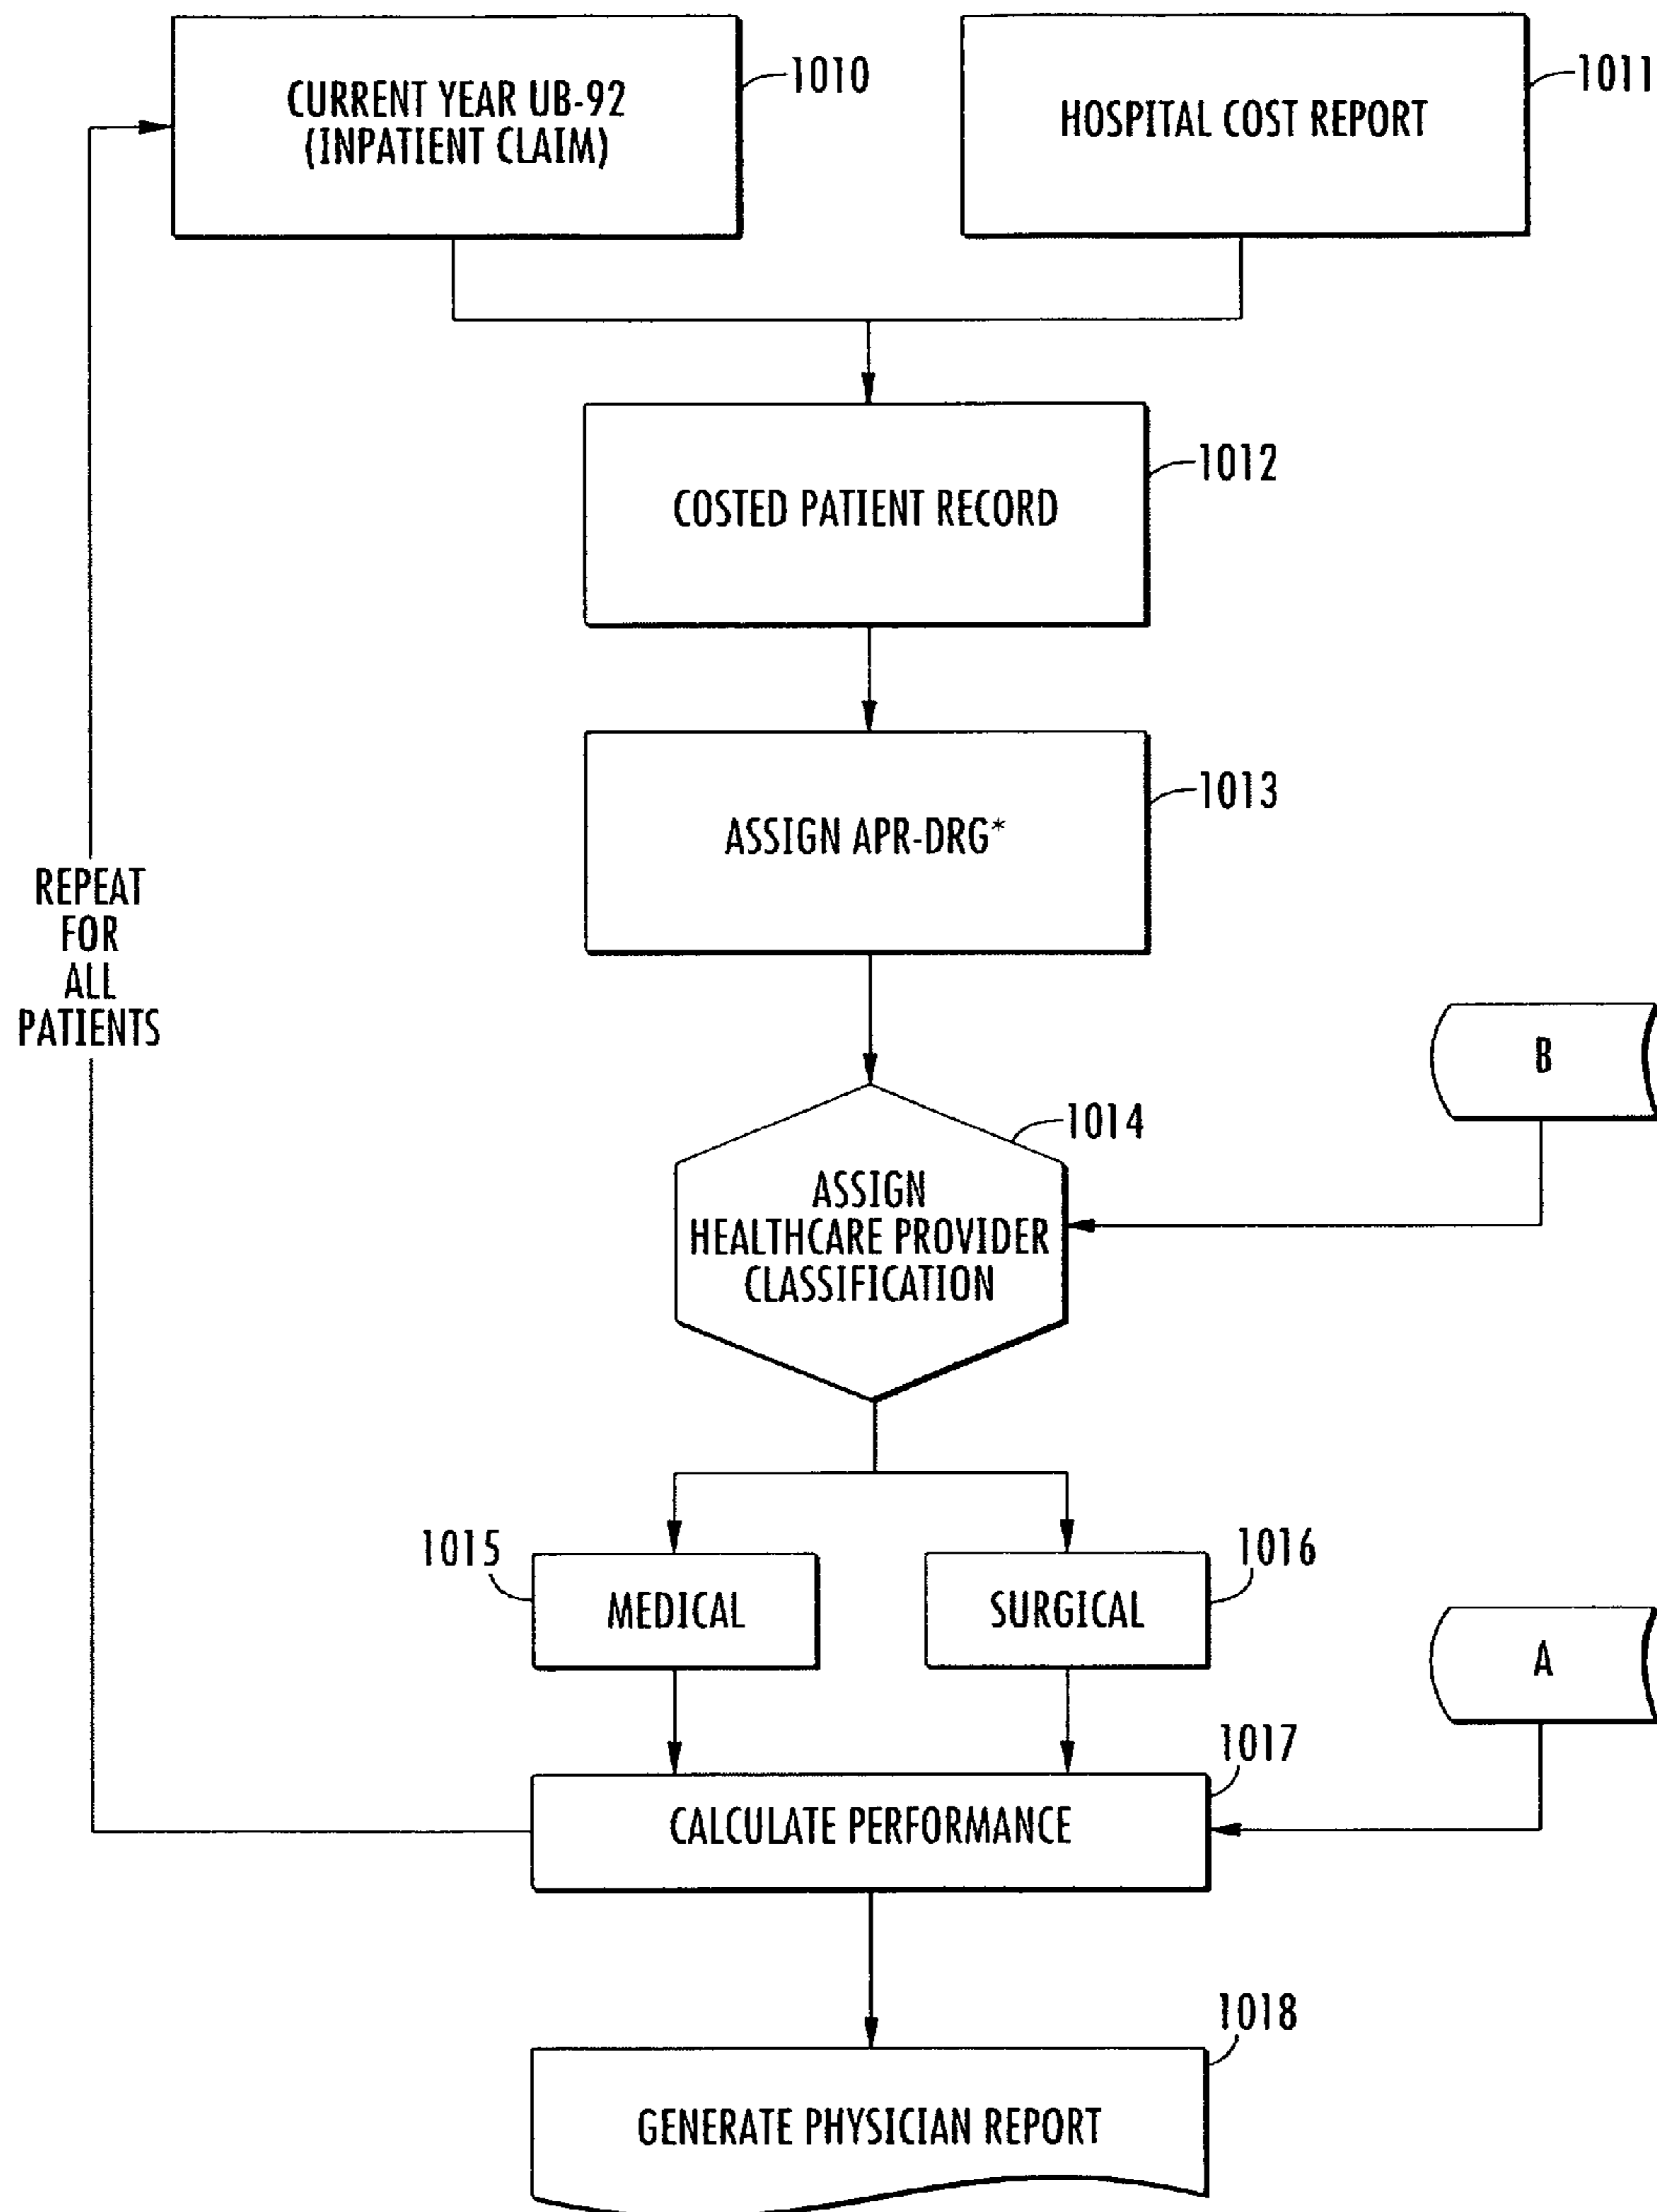 CURRENT YEAR UB-92
(INPATIENT CLAIM)
1010
HOSPITAL COST REPORT
1011
COSTED PATIENT RECORD
1012
ASSIGN APR-DRG*
1013
REPEAT
FOR
ALL
PATIENTS
B
1014
ASSIGN
HEALTHCARE PROVIDER
CLASSIFICATION
1015
MEDICAL
SURGICAL
1016
A
1017
CALCULATE PERFORMANCE
1018
GENERATE PHYSICIAN REPORT